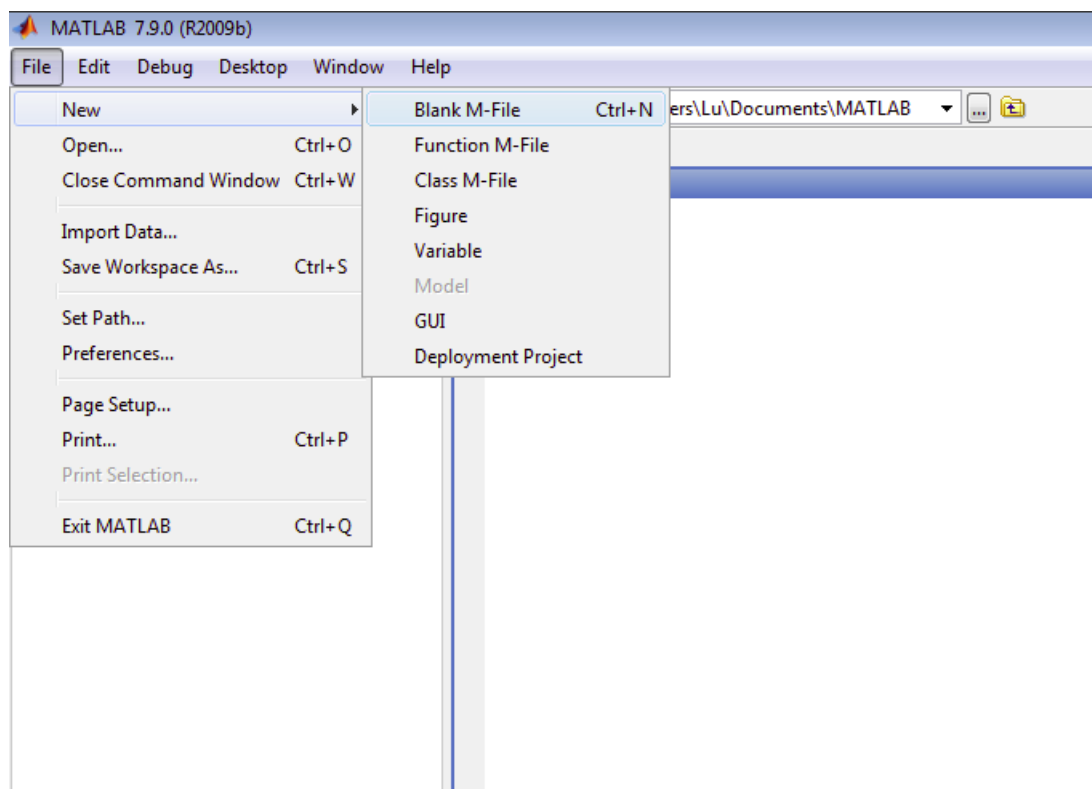 MATLAB 7.9.0 (R2009b)
File Edit Debug Desktop Window Help
New
Open... Ctrl+O
Close Command Window Ctrl+W
Import Data...
Save Workspace As... Ctrl+S
Set Path...
Preferences...
Page Setup...
Print... Ctrl+P
Print Selection...
Exit MATLAB Ctrl+Q
Blank M-File Ctrl+N
Function M-File
Class M-File
Figure
Variable
Model
GUI
Deployment Project
ers\Lu\Documents\MATLAB ...